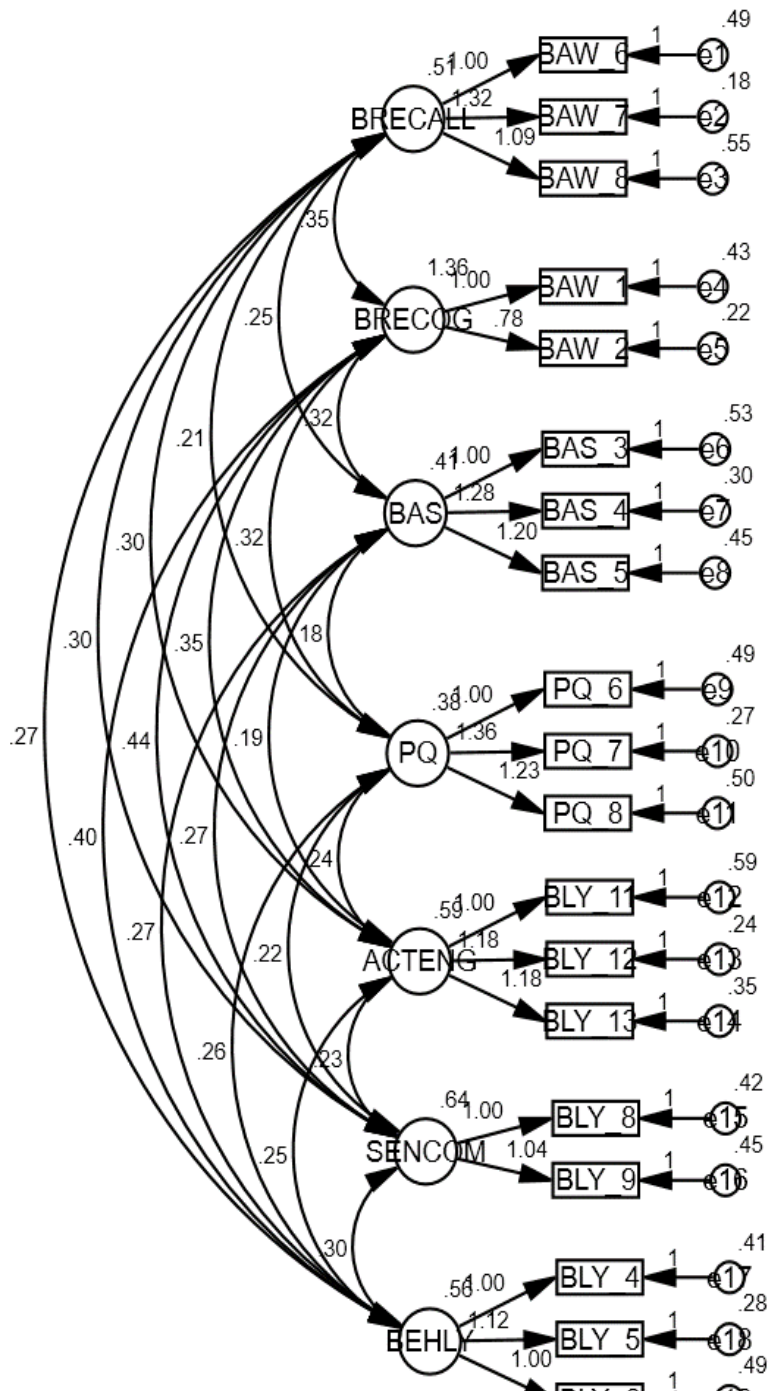 .49
.51 1.00 BAW_6 1 e1
.18
BRECALL 1.32 BAW_7 1 e2
1.09 .55
BAW_8 1 e3
.35
.43
1.36 1.00 BAW_1 1 e4
.25 BRECOG .78 .22
BAW_2 1 e5
.32
.53
.21 .41 1.00 BAS_3 1 e6
.30
BAS 1.28 BAS_4 1 e7
.30 .32 1.20 .45
BAS_5 1 e8
.30 .35 .18
.49
.38 1.00 PQ_6 1 e9
.27
.27 .44 .19 PQ 1.36 PQ_7 1 e10
1.23 .50
PQ_8 1 e11
.40 .27 .24
.59
.59 1.00 BLY_11 1 e12
.24
.27 .22 ACTENG 1.18 BLY_12 1 e13
1.18 .35
BLY_13 1 e14
.26 .23
.42
.64 1.00 BLY_8 1 e15
.25 SENCOM 1.04 .45
BLY_9 1 e16
.30
.41
.56 1.00 BLY_4 1 e17
.28
BEHLY 1.12 BLY_5 1 e18
1.00 .49
1